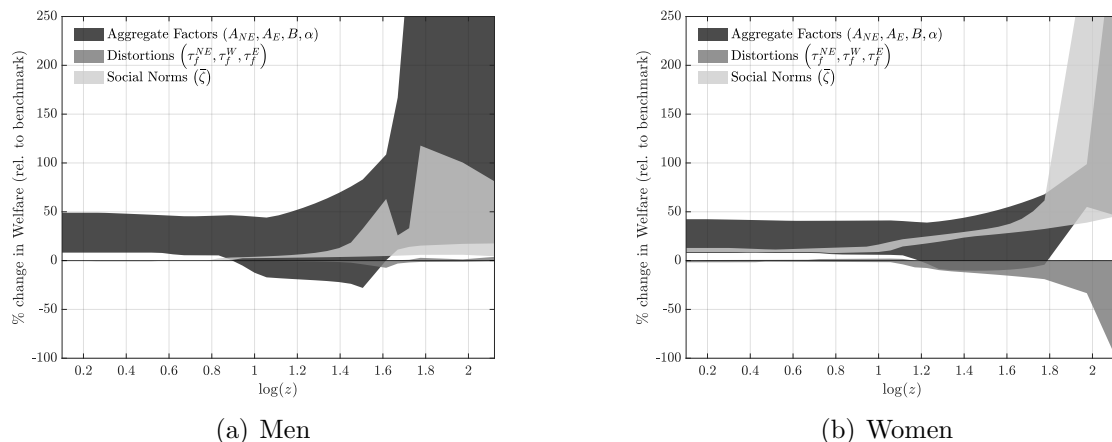 Aggregate Factors (A_NE, A_E, B, α)
Distortions (τ_f^NE, τ_f^W, τ_f^E)
Social Norms (ζ̄)
% change in Welfare (rel. to benchmark)
250
200
150
100
50
0
-50
-100
0.2 0.4 0.6 0.8 1 1.2 1.4 1.6 1.8 2
log(z)
(a) Men
Aggregate Factors (A_NE, A_E, B, α)
Distortions (τ_f^NE, τ_f^W, τ_f^E)
Social Norms (ζ̄)
% change in Welfare (rel. to benchmark)
250
200
150
100
50
0
-50
-100
0.2 0.4 0.6 0.8 1 1.2 1.4 1.6 1.8 2
log(z)
(b) Women